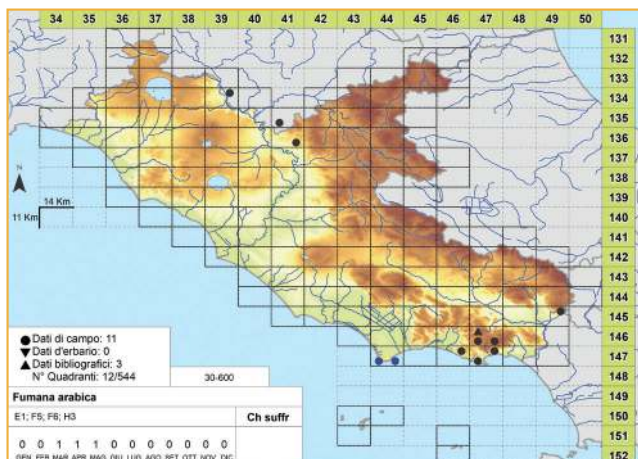 34 35 36 37 38 39 40 41 42 43 44 45 46 47 48 49 50
131
132
133
134
135
136
137
138
139
140
141
142
143
144
145
146
147
148
149
150
151
152
N
14 Km
11 Km
Dati di campo: 11
Dati d'erbario: 0
Dati bibliografici: 3
N° Quadranti: 12/544
30-600
Fumana arabica
E1; F5; F6; H3
Ch suffr
0 0 1 1 1 0 0 0 0 0 0 0
GEN FEB MAR APR MAG GIU LUG AGO SET OTT NOV DIC